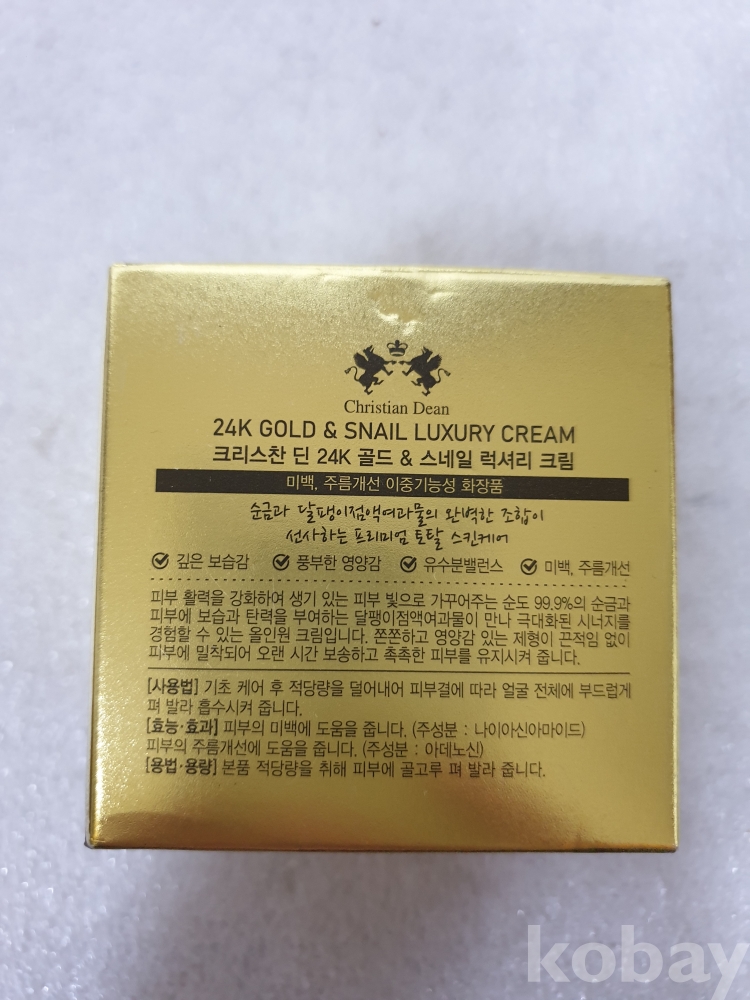 Christian Dean
24K GOLD & SNAIL LUXURY CREAM
크리스찬 딘 24K 골드 & 스네일 럭셔리 크림
미백, 주름개선 이중기능성 화장품
순금과 달팽이점액여과물의 완벽한 조합이
선사하는 프리미엄 토탈 스킨케어
깊은 보습감 풍부한 영양감 유수분밸런스 미백, 주름개선
피부 활력을 강화하여 생기 있는 피부 빛으로 가꾸어주는 순도 99.9%의 순금과
피부에 보습과 탄력을 부여하는 달팽이점액여과물이 만나 극대화된 시너지를
경험할 수 있는 올인원 크림입니다. 쫀쫀하고 영양감 있는 제형이 끈적임 없이
피부에 밀착되어 오랜 시간 보송하고 촉촉한 피부를 유지시켜 줍니다.
[사용법] 기초 케어 후 적당량을 덜어내어 피부결에 따라 얼굴 전체에 부드럽게
펴 발라 흡수시켜 줍니다.
[효능·효과] 피부의 미백에 도움을 줍니다. (주성분 : 나이아신아마이드)
피부의 주름개선에 도움을 줍니다. (주성분 : 아데노신)
[용법·용량] 본품 적당량을 취해 피부에 골고루 펴 발라 줍니다.
kobay